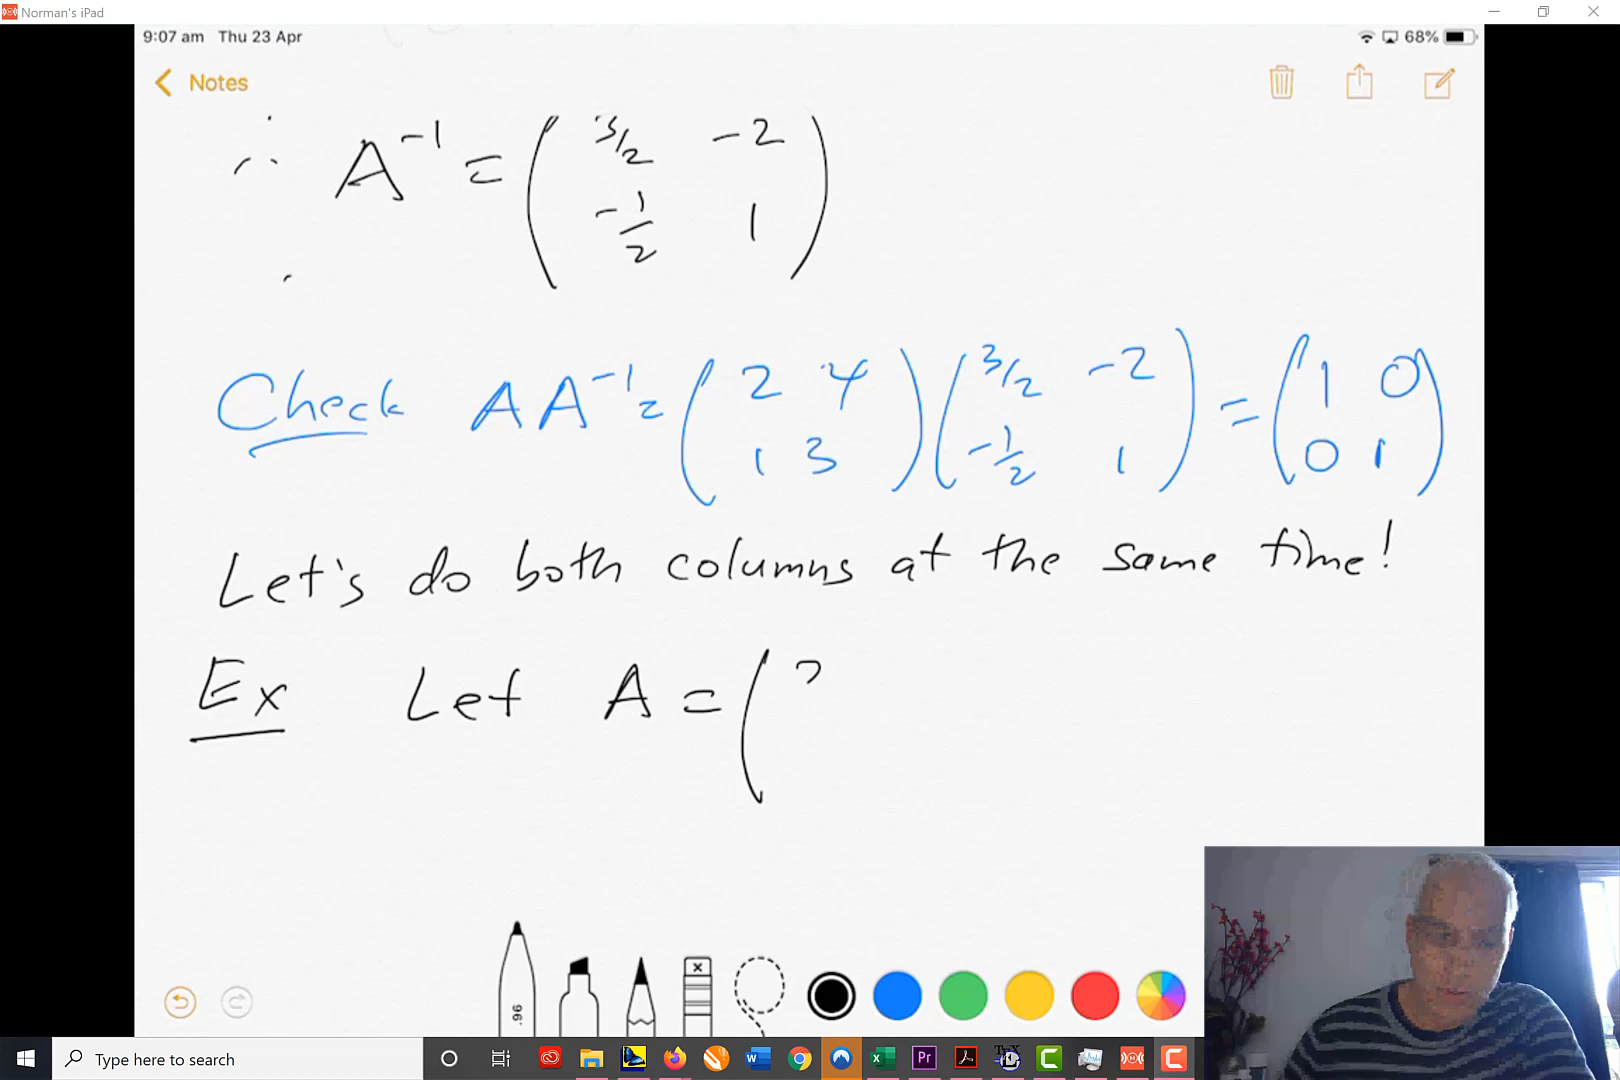 Norman's iPad
9:07 am Thu 23 Apr 68%
Notes
∴ A⁻¹ = ( 3/2 -2
-1/2 1 )
Check AA⁻¹ = ( 2 4
1 3 ) ( 3/2 -2
-1/2 1 ) = ( 1 0
0 1 )
Let's do both columns at the same time!
Ex Let A = (
.96
Type here to search